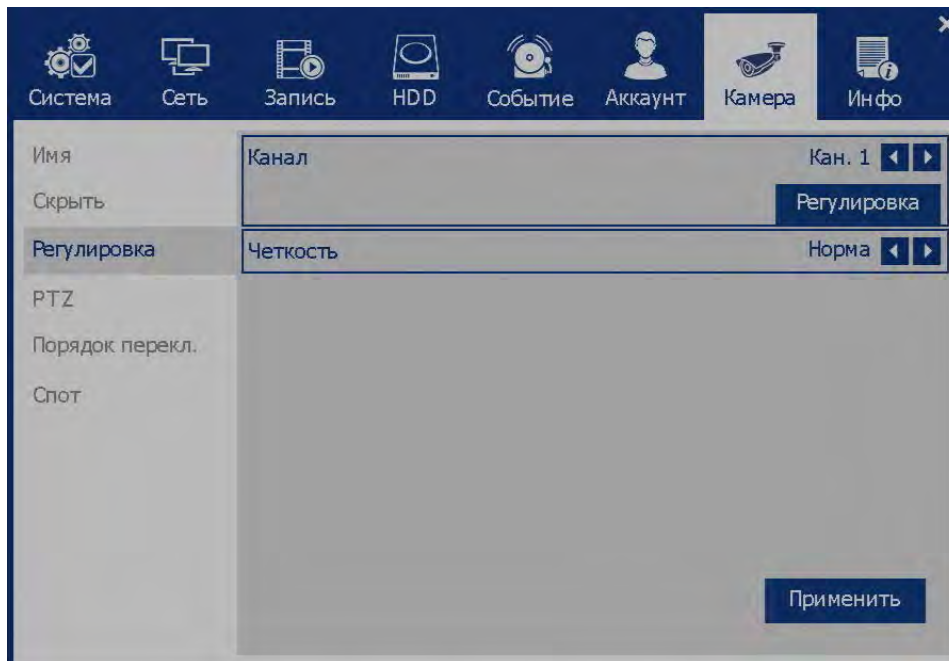 Система Сеть Запись HDD Событие Аккаунт Камера Инфо
Имя
Скрыть
Регулировка
PTZ
Порядок перекл.
Спот
Канал Кан. 1
Регулировка
Четкость Норма
Применить